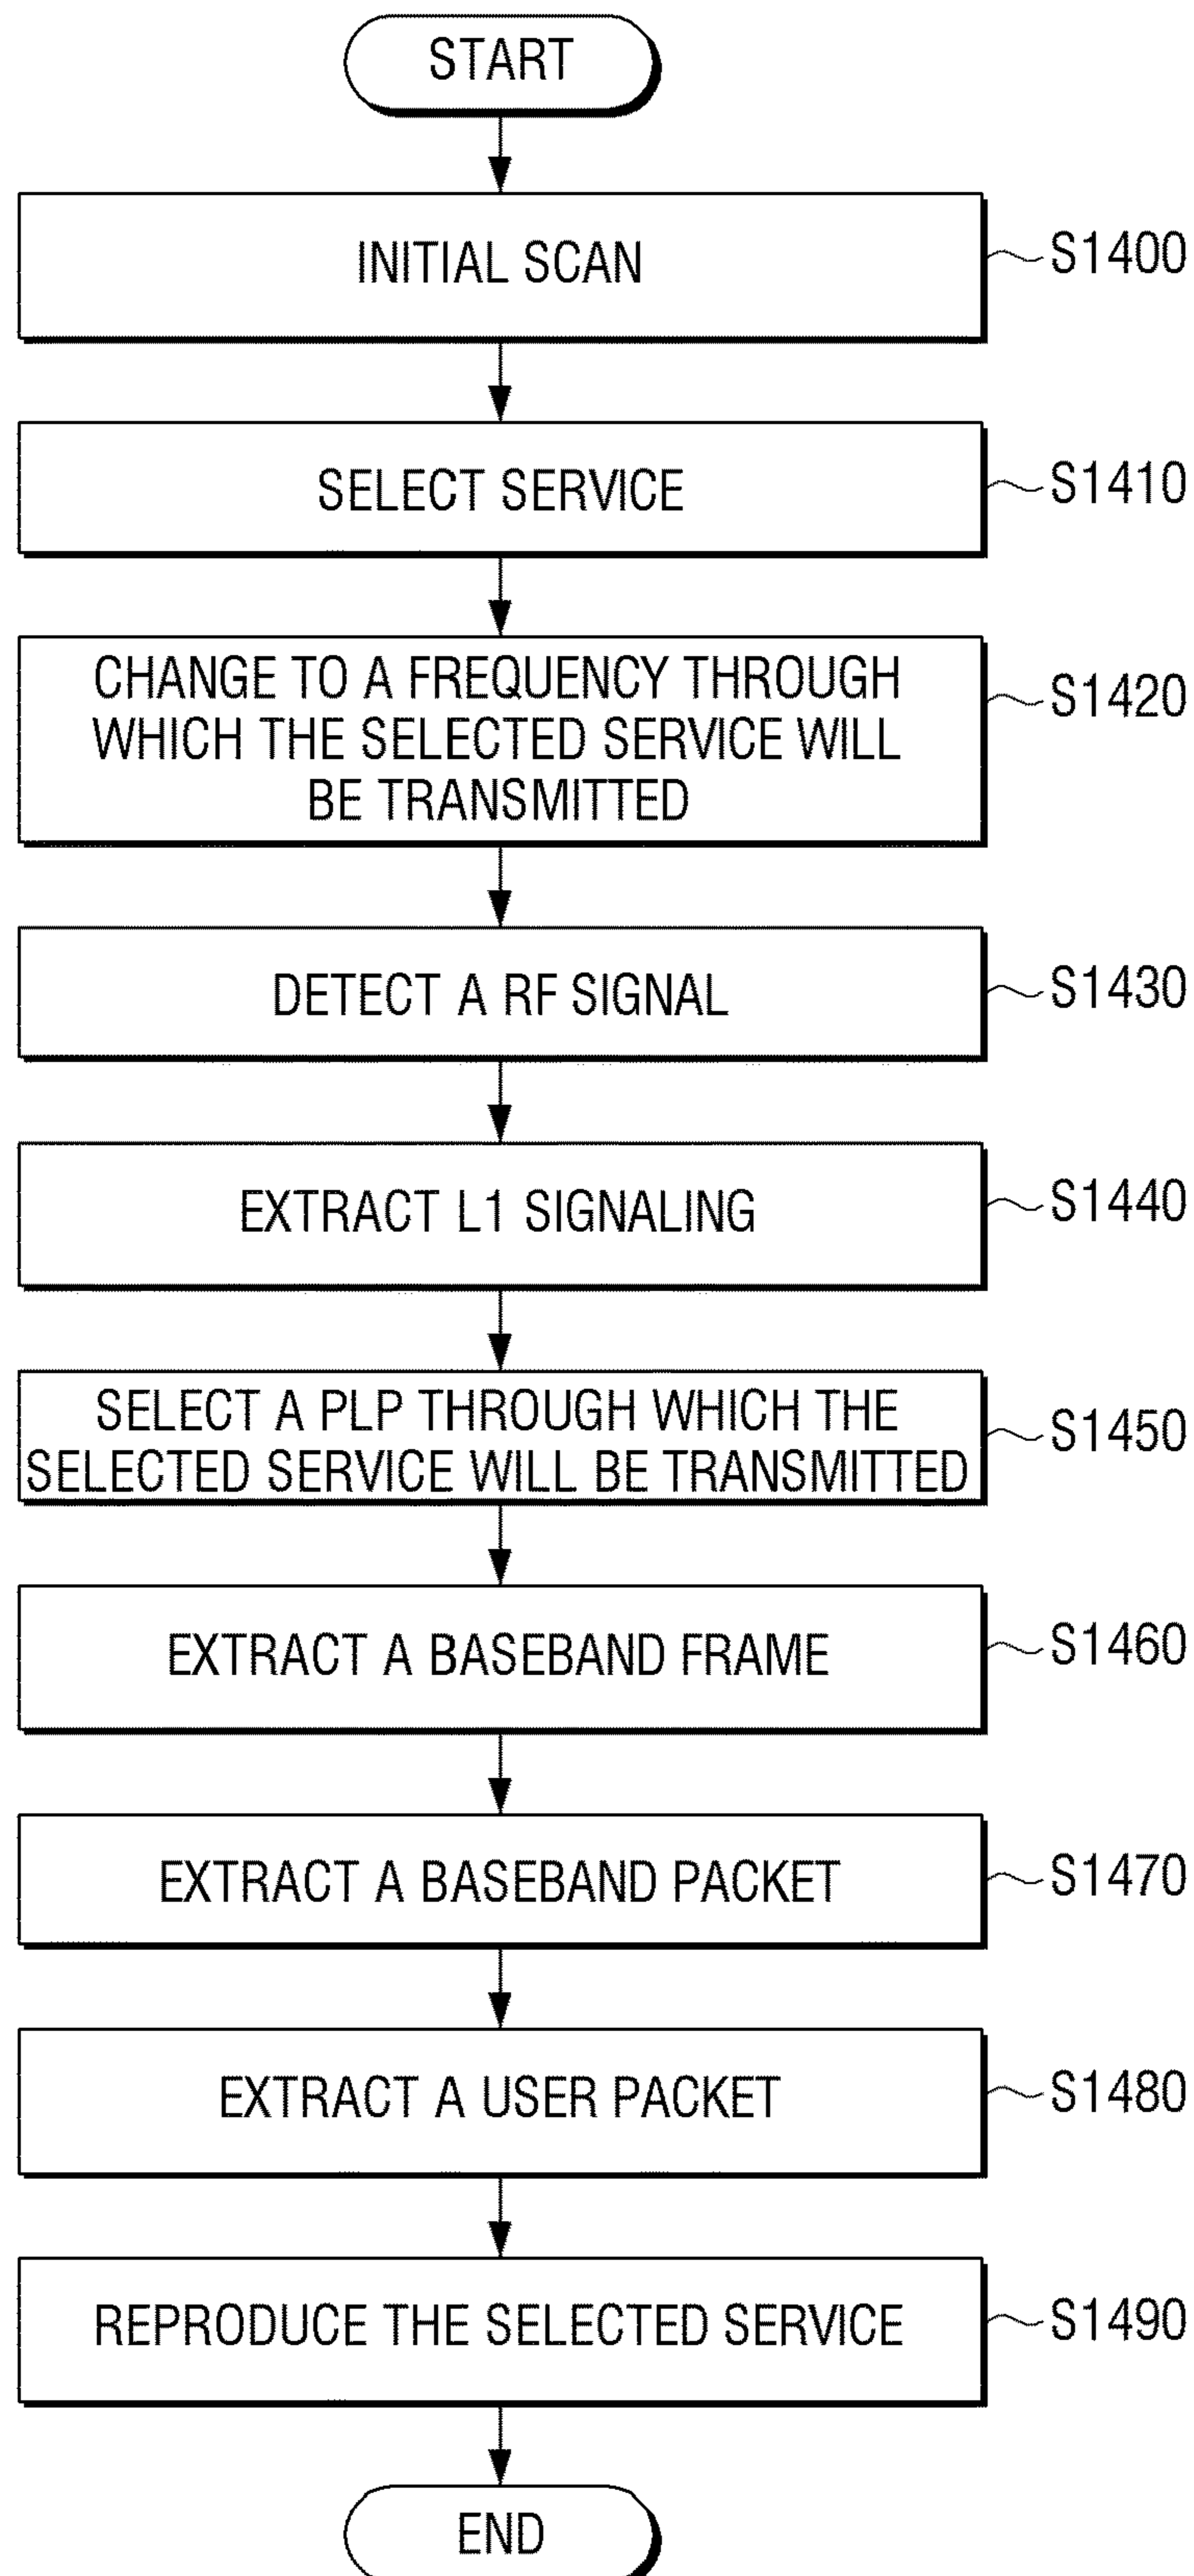 START
INITIAL SCAN
S1400
SELECT SERVICE
S1410
CHANGE TO A FREQUENCY THROUGH
WHICH THE SELECTED SERVICE WILL
BE TRANSMITTED
S1420
DETECT A RF SIGNAL
S1430
EXTRACT L1 SIGNALING
S1440
SELECT A PLP THROUGH WHICH THE
SELECTED SERVICE WILL BE TRANSMITTED
S1450
EXTRACT A BASEBAND FRAME
S1460
EXTRACT A BASEBAND PACKET
S1470
EXTRACT A USER PACKET
S1480
REPRODUCE THE SELECTED SERVICE
S1490
END